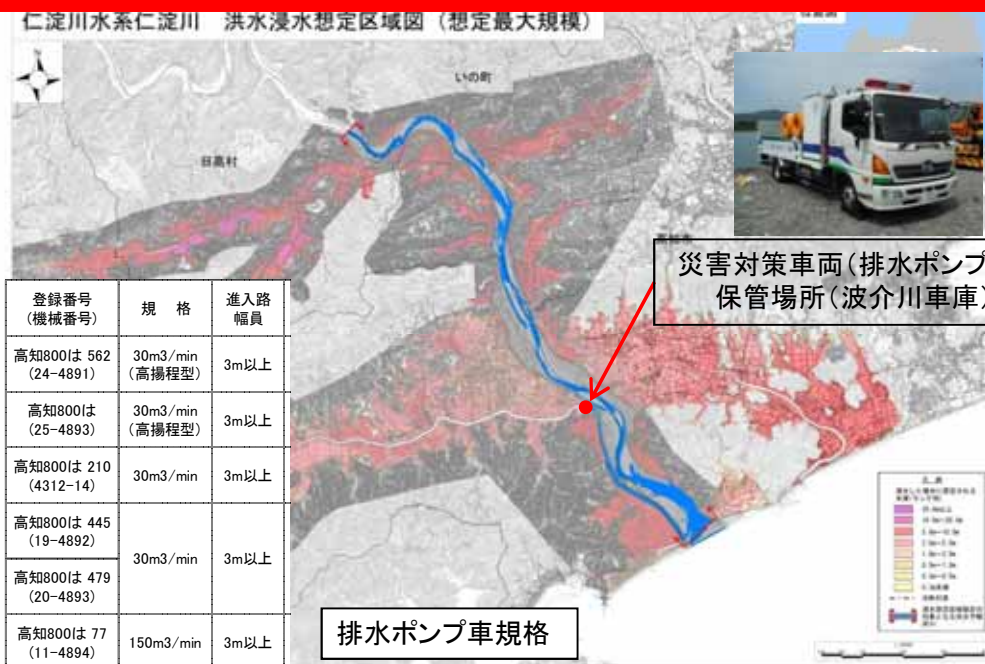 仁淀川水系仁淀川 洪水浸水想定区域図(想定最大規模)
いの町
日高村
災害対策車両(排水ポンプ
保管場所(波介川車庫)
登録番号
(機械番号)
規 格
進入路
幅員
高知800は 562
(24-4891)
30m3/min
(高揚程型)
3m以上
高知800は
(25-4893)
30m3/min
(高揚程型)
3m以上
高知800は 210
(4312-14)
30m3/min
3m以上
高知800は 445
(19-4892)
30m3/min
3m以上
高知800は 479
(20-4893)
高知800は 77
(11-4894)
150m3/min
3m以上
排水ポンプ車規格